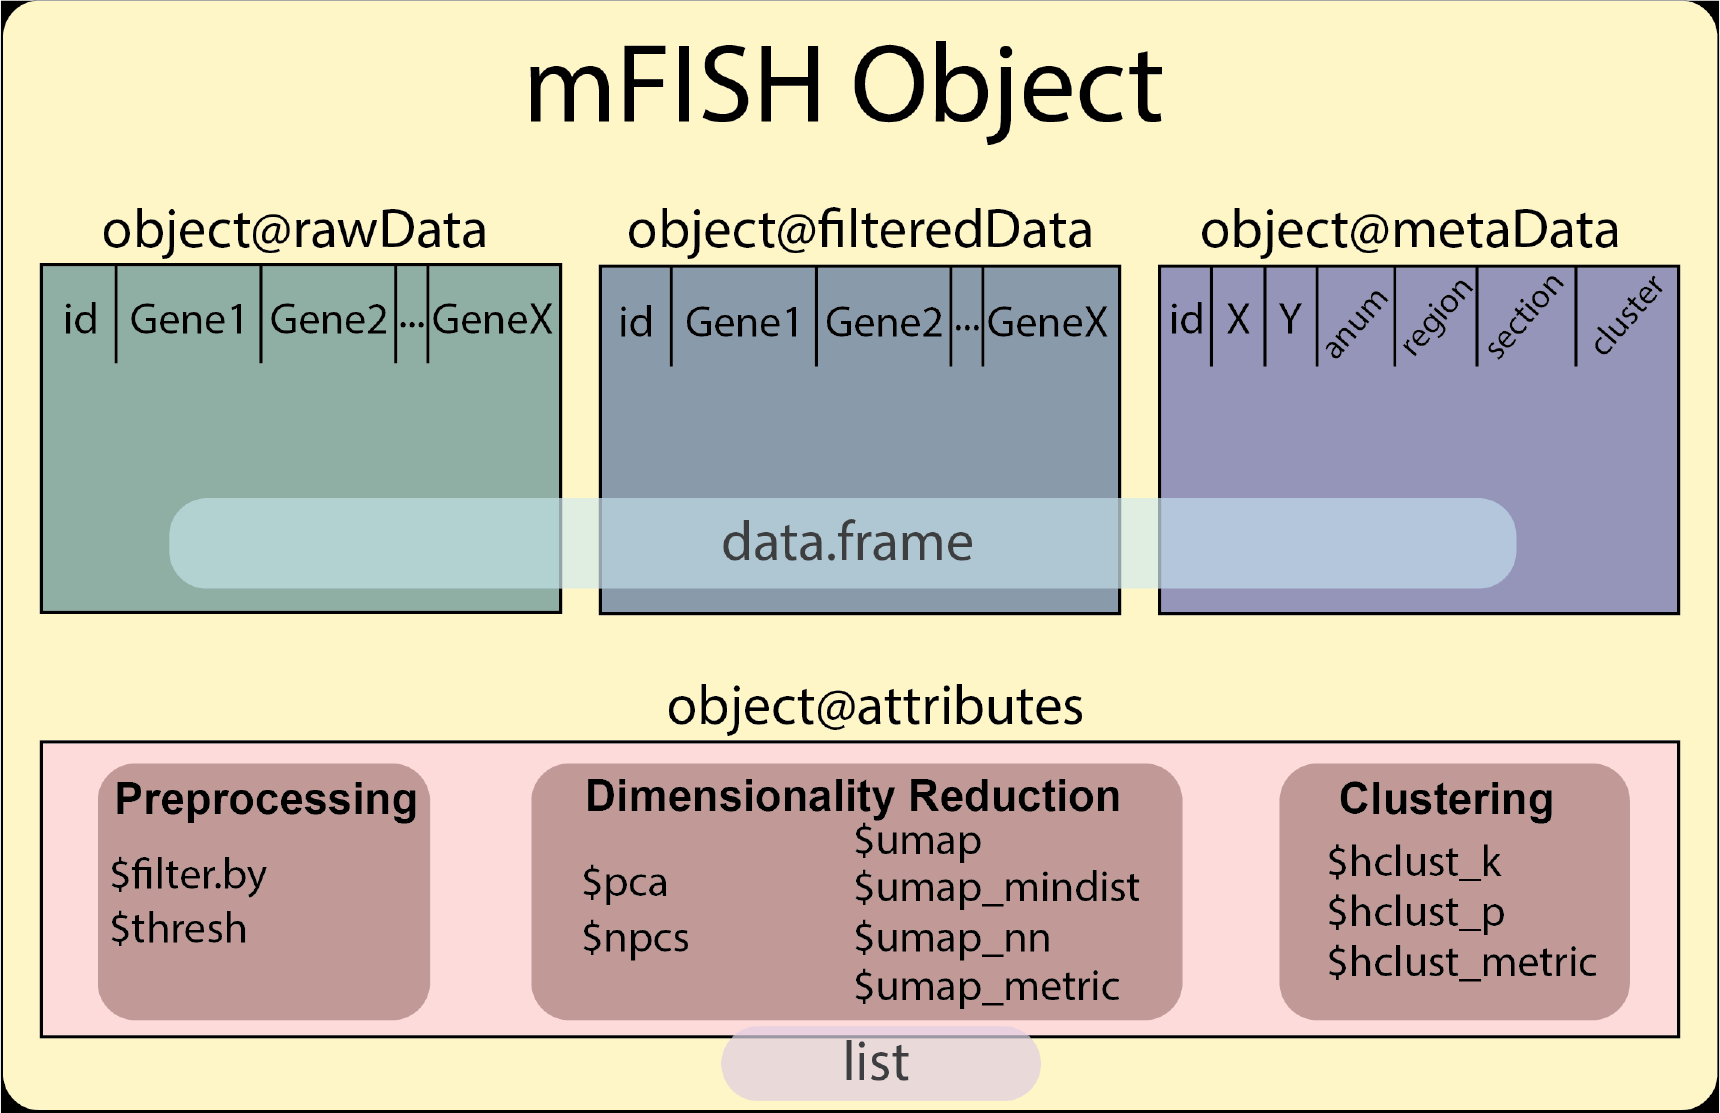 mFISH Object
object@rawData
id Gene1 Gene2 ... GeneX
object@filteredData
id Gene1 Gene2 ... GeneX
object@metaData
id X Y anum region section cluster
data.frame
object@attributes
Preprocessing
$filter.by
$thresh
Dimensionality Reduction
$pca
$npcs
$umap
$umap_mindist
$umap_nn
$umap_metric
Clustering
$hclust_k
$hclust_p
$hclust_metric
list